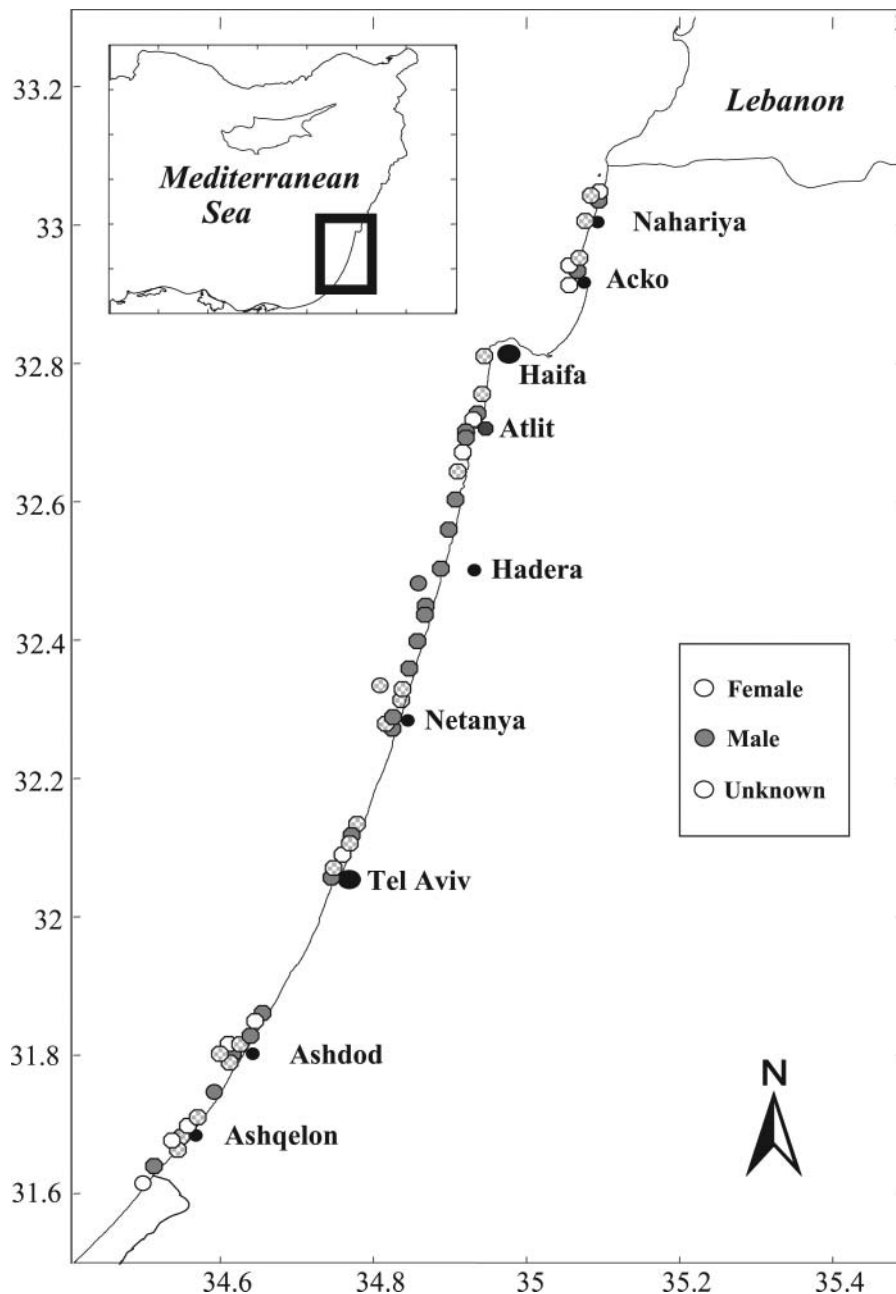 33.2
33
32.8
32.6
32.4
32.2
32
31.8
31.6
Mediterranean
Sea
Lebanon
Nahariya
Acko
Haifa
Atlit
Hadera
Netanya
Tel Aviv
Ashdod
Ashqelon
Female
Male
Unknown
N
34.6 34.8 35 35.2 35.4